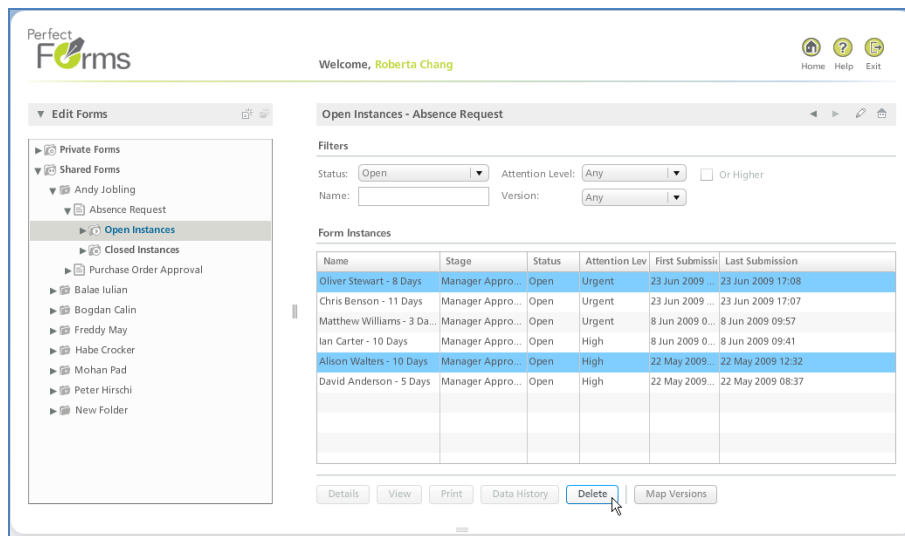 Perfect
Forms
Welcome, Roberta Chang
Home Help Exit
Edit Forms
Private Forms
Shared Forms
Andy Jobling
Absence Request
Open Instances
Closed Instances
Purchase Order Approval
Balae Iulian
Bogdan Calin
Freddy May
Habe Crocker
Mohan Pad
Peter Hirschi
New Folder
Open Instances - Absence Request
Filters
Status: Open Attention Level: Any Or Higher
Name: Version: Any
Form Instances
Name Stage Status Attention Lev First Submissi Last Submission
Oliver Stewart - 8 Days Manager Appro... Open Urgent 23 Jun 2009 ... 23 Jun 2009 17:08
Chris Benson - 11 Days Manager Appro... Open Urgent 23 Jun 2009 ... 23 Jun 2009 17:07
Matthew Williams - 3 Da... Manager Appro... Open Urgent 8 Jun 2009 0... 8 Jun 2009 09:57
Ian Carter - 10 Days Manager Appro... Open High 8 Jun 2009 0... 8 Jun 2009 09:41
Alison Walters - 10 Days Manager Appro... Open High 22 May 2009... 22 May 2009 12:32
David Anderson - 5 Days Manager Appro... Open High 22 May 2009... 22 May 2009 08:37
Details View Print Data History Delete Map Versions